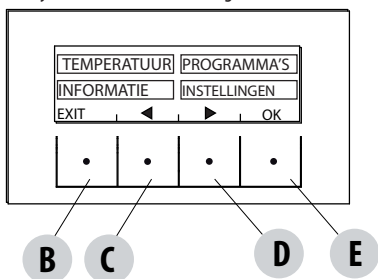 TEMPERATUUR PROGRAMMA'S
INFORMATIE INSTELLINGEN
EXIT ◄ ► OK
B C D E